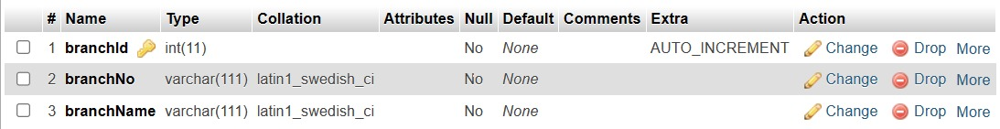 # Name Type Collation Attributes Null Default Comments Extra Action
1 branchId int(11) No None AUTO_INCREMENT Change Drop More
2 branchNo varchar(111) latin1_swedish_ci No None Change Drop More
3 branchName varchar(111) latin1_swedish_ci No None Change Drop More